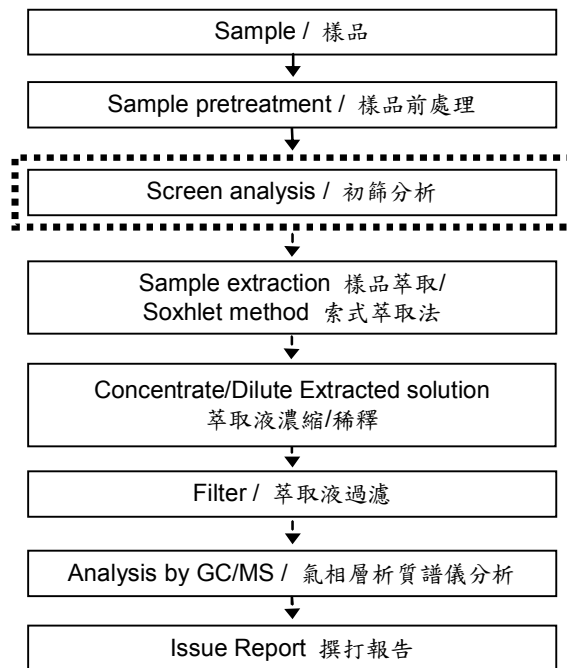 Sample / 樣品
Sample pretreatment / 樣品前處理
Screen analysis / 初篩分析
Sample extraction 樣品萃取/
Soxhlet method 索式萃取法
Concentrate/Dilute Extracted solution
萃取液濃縮/稀釋
Filter / 萃取液過濾
Analysis by GC/MS / 氣相層析質譜儀分析
Issue Report 撰打報告